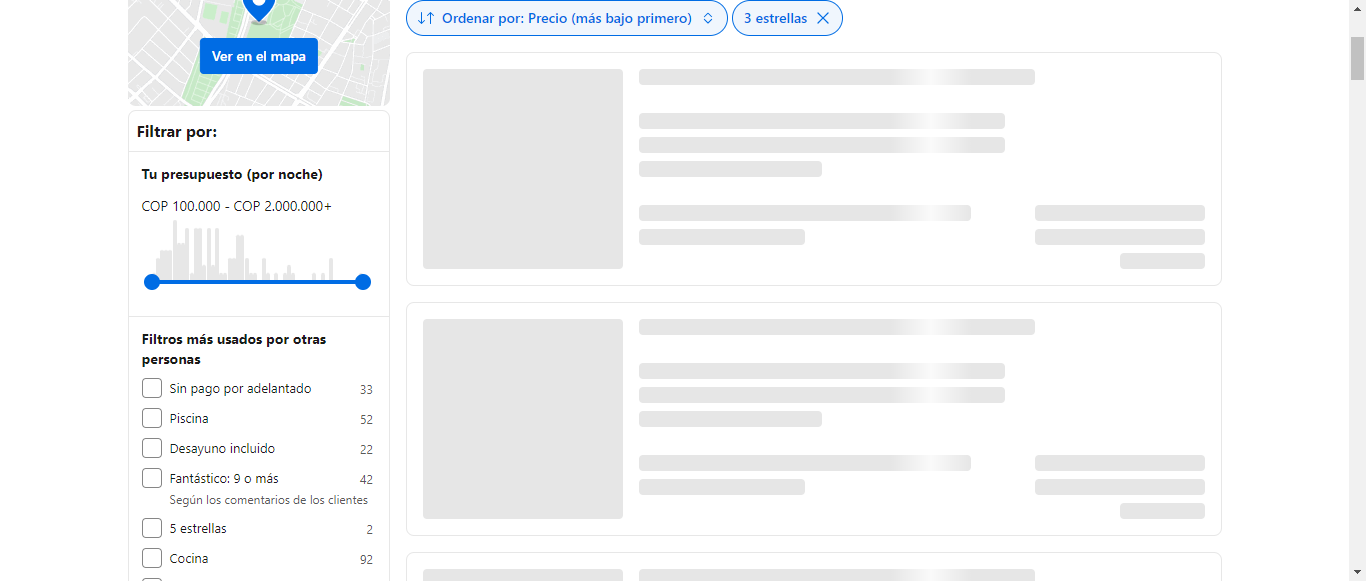 Ver en el mapa
Filtrar por:
Tu presupuesto (por noche)
COP 100.000 - COP 2.000.000+
Filtros más usados por otras
personas
Sin pago por adelantado 33
Piscina 52
Desayuno incluido 22
Fantástico: 9 o más 42
Según los comentarios de los clientes
5 estrellas 2
Cocina 92
Ordenar por: Precio (más bajo primero)
3 estrellas